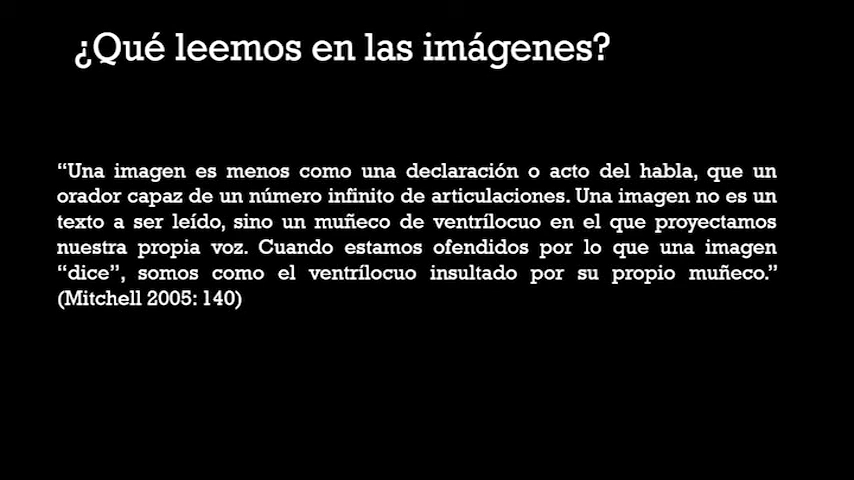 ¿Qué leemos en las imágenes?
“Una imagen es menos como una declaración o acto del habla, que un
orador capaz de un número infinito de articulaciones. Una imagen no es un
texto a ser leído, sino un muñeco de ventrílocuo en el que proyectamos
nuestra propia voz. Cuando estamos ofendidos por lo que una imagen
“dice”, somos como el ventrílocuo insultado por su propio muñeco.”
(Mitchell 2005: 140)